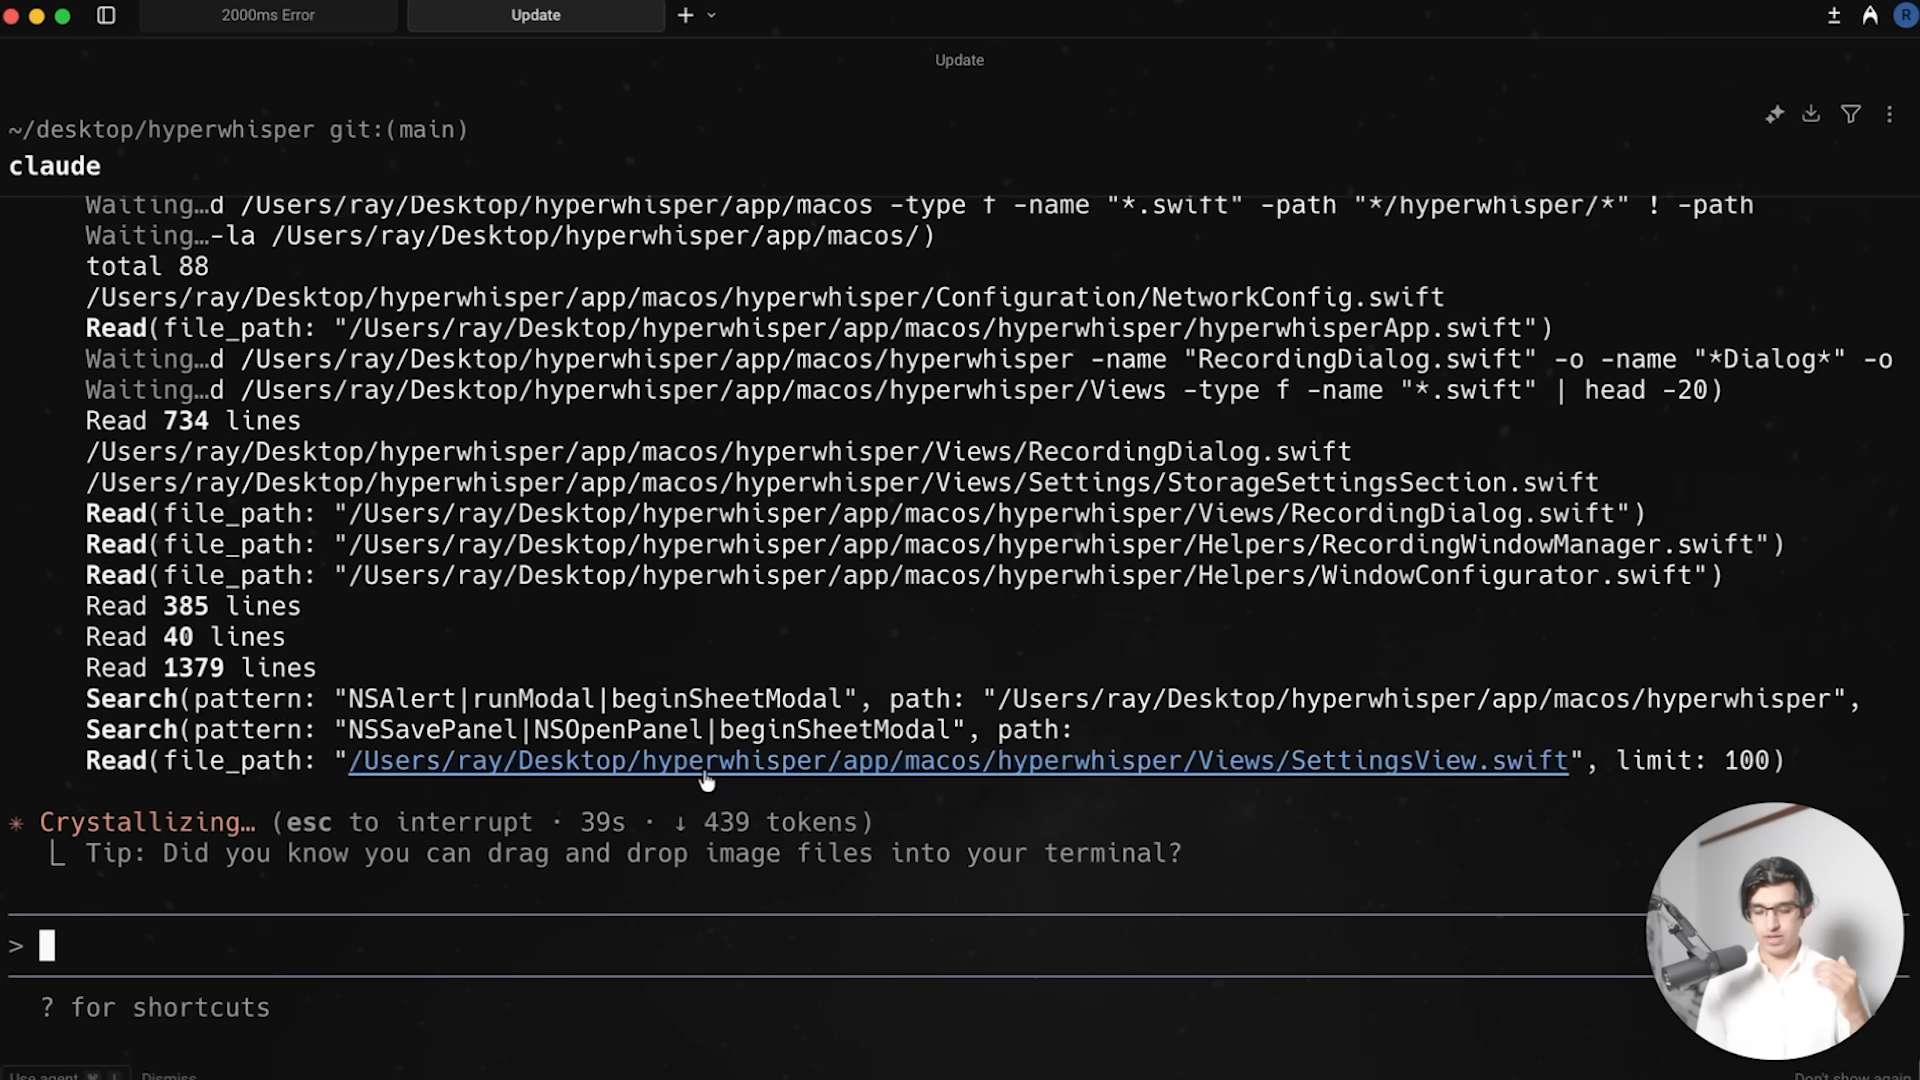 2000ms Error
Update
R
Update
~/desktop/hyperwhisper git:(main)
claude
Waiting…d /Users/ray/Desktop/hyperwhisper/app/macos -type f -name "*.swift" -path "*/hyperwhisper/*" ! -path
Waiting…-la /Users/ray/Desktop/hyperwhisper/app/macos/)
total 88
/Users/ray/Desktop/hyperwhisper/app/macos/hyperwhisper/Configuration/NetworkConfig.swift
Read(file_path: "/Users/ray/Desktop/hyperwhisper/app/macos/hyperwhisper/hyperwhisperApp.swift")
Waiting…d /Users/ray/Desktop/hyperwhisper/app/macos/hyperwhisper -name "RecordingDialog.swift" -o -name "*Dialog*" -o
Waiting…d /Users/ray/Desktop/hyperwhisper/app/macos/hyperwhisper/Views -type f -name "*.swift" | head -20)
Read 734 lines
/Users/ray/Desktop/hyperwhisper/app/macos/hyperwhisper/Views/RecordingDialog.swift
/Users/ray/Desktop/hyperwhisper/app/macos/hyperwhisper/Views/Settings/StorageSettingsSection.swift
Read(file_path: "/Users/ray/Desktop/hyperwhisper/app/macos/hyperwhisper/Views/RecordingDialog.swift")
Read(file_path: "/Users/ray/Desktop/hyperwhisper/app/macos/hyperwhisper/Helpers/RecordingWindowManager.swift")
Read(file_path: "/Users/ray/Desktop/hyperwhisper/app/macos/hyperwhisper/Helpers/WindowConfigurator.swift")
Read 385 lines
Read 40 lines
Read 1379 lines
Search(pattern: "NSAlert|runModal|beginSheetModal", path: "/Users/ray/Desktop/hyperwhisper/app/macos/hyperwhisper",
Search(pattern: "NSSavePanel|NSOpenPanel|beginSheetModal", path:
Read(file_path: "/Users/ray/Desktop/hyperwhisper/app/macos/hyperwhisper/Views/SettingsView.swift", limit: 100)
✳ Crystallizing… (esc to interrupt · 39s · ↓ 439 tokens)
⎿ Tip: Did you know you can drag and drop image files into your terminal?
>
? for shortcuts
Use agent ⌘ Dismiss Don't show again